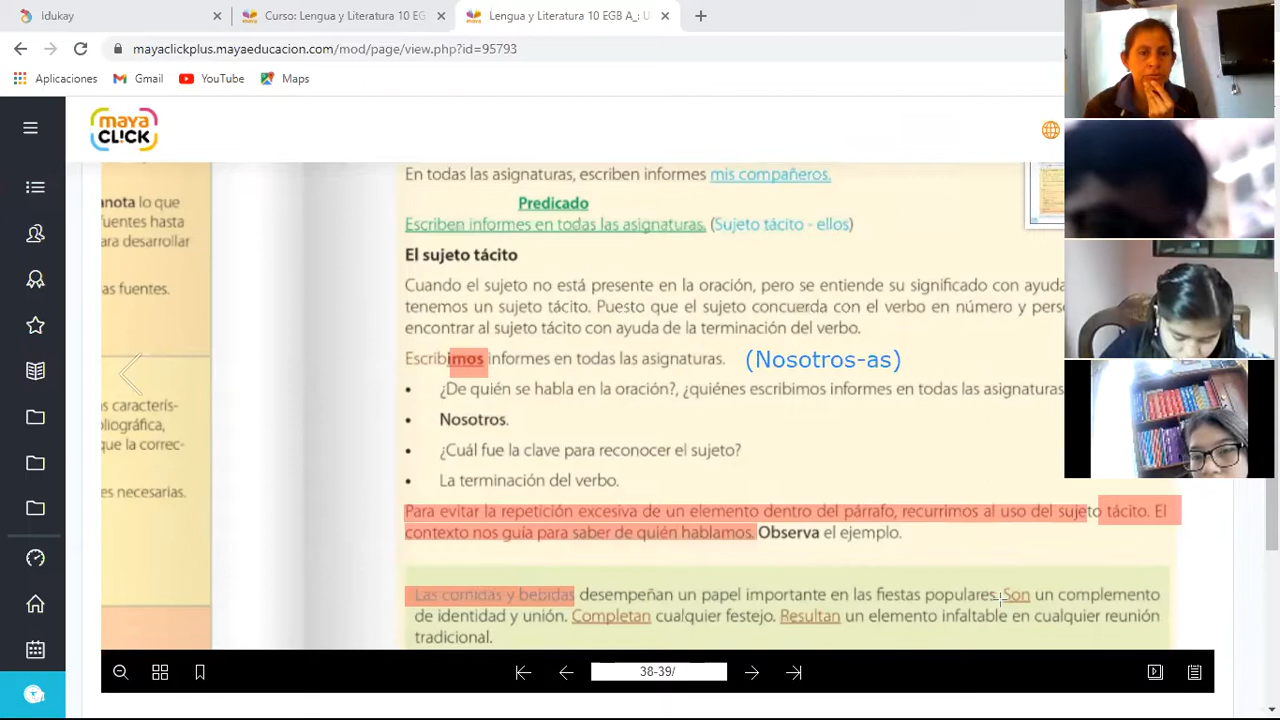 Idukay
Curso: Lengua y Literatura 10 EG
Lengua y Literatura 10 EGB A_: U
mayaclickplus.mayaeducacion.com/mod/page/view.php?id=95793
Aplicaciones
Gmail
YouTube
Maps
maya
CL!CK
anota lo que
fuentes hasta
ara desarrollar
as fuentes.
s caracterís-
bliográfica,
que la correc-
es necesarias.
En todas las asignaturas, escriben informes mis compañeros.
Predicado
Escriben informes en todas las asignaturas. (Sujeto tácito - ellos)
El sujeto tácito
Cuando el sujeto no está presente en la oración, pero se entiende su significado con ayuda
tenemos un sujeto tácito. Puesto que el sujeto concuerda con el verbo en número y pers
encontrar al sujeto tácito con ayuda de la terminación del verbo.
Escribimos informes en todas las asignaturas. (Nosotros-as)
• ¿De quién se habla en la oración?, ¿quiénes escribimos informes en todas las asignaturas
• Nosotros.
• ¿Cuál fue la clave para reconocer el sujeto?
• La terminación del verbo.
Para evitar la repetición excesiva de un elemento dentro del párrafo, recurrimos al uso del sujeto tácito. El
contexto nos guía para saber de quién hablamos. Observa el ejemplo.
Las comidas y bebidas desempeñan un papel importante en las fiestas populares. Son un complemento
de identidad y unión. Completan cualquier festejo. Resultan un elemento infaltable en cualquier reunión
tradicional.
38-39/